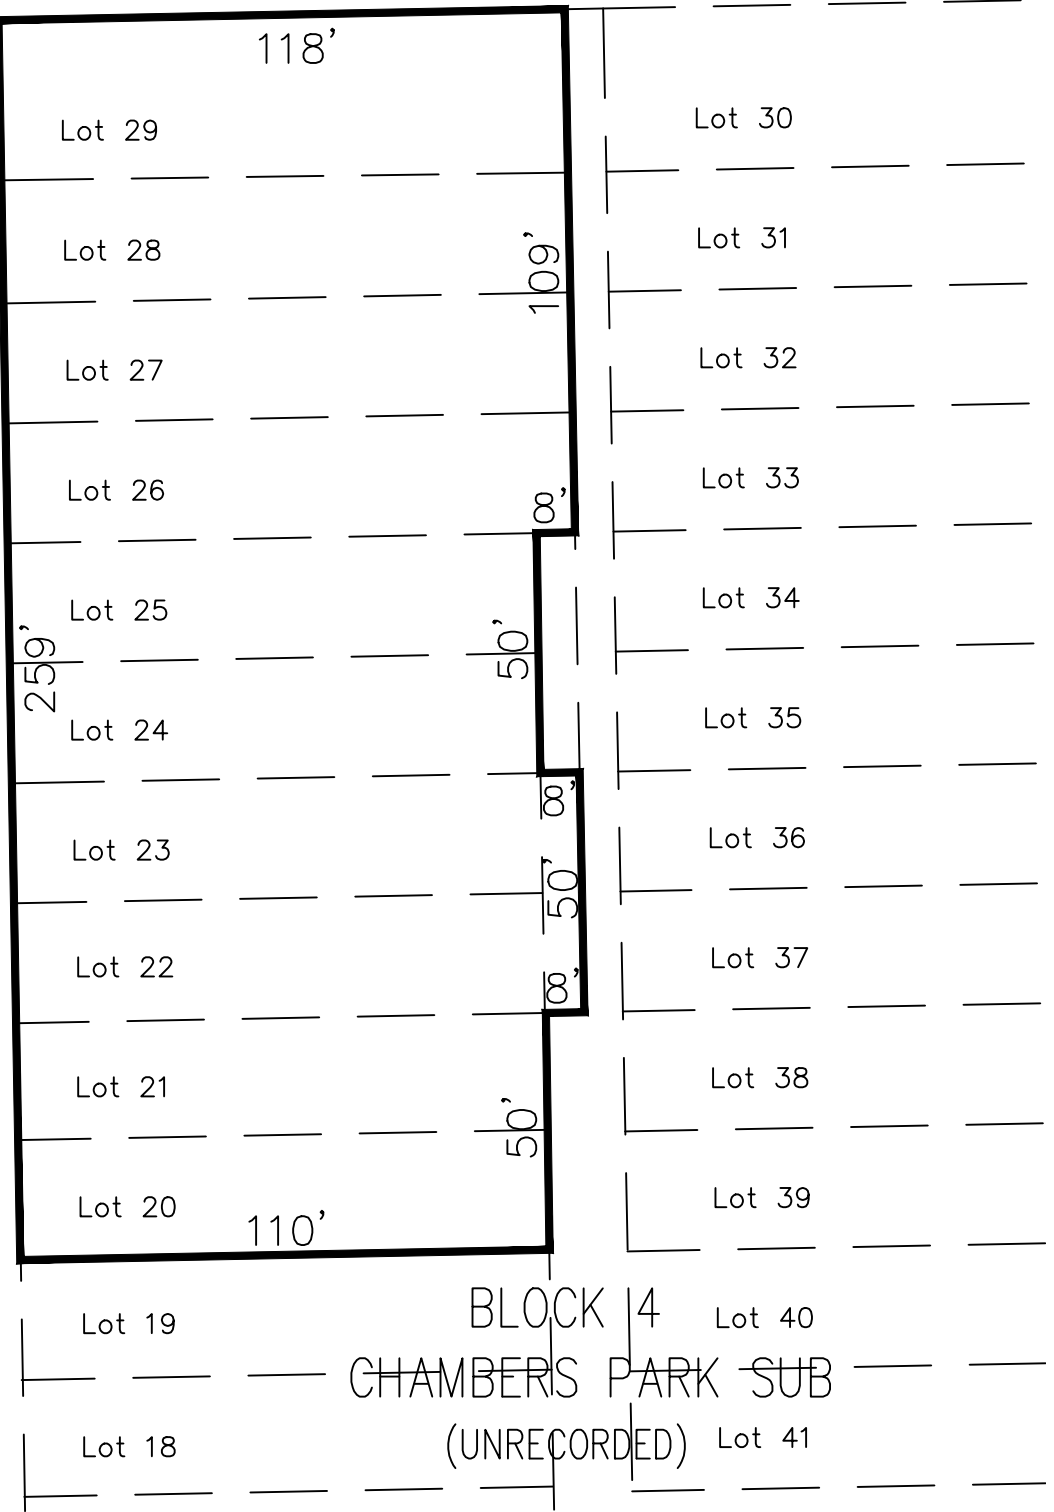 118'
Lot 29
Lot 30
Lot 28
109'
Lot 31
Lot 27
Lot 32
Lot 26
8'
Lot 33
Lot 25
50'
Lot 34
259'
Lot 24
Lot 35
8'
Lot 23
50'
Lot 36
Lot 22
8'
Lot 37
Lot 21
50'
Lot 38
Lot 20
110'
Lot 39
Lot 19
BLOCK 4
Lot 40
CHAMBERS PARK SUB
Lot 18
(UNRECORDED)
Lot 41